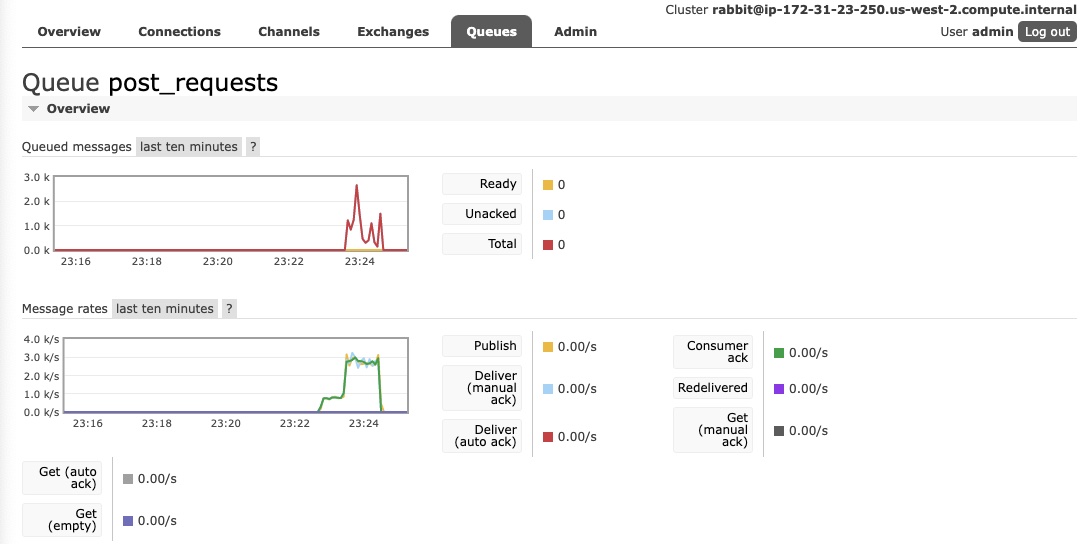 Cluster rabbit@ip-172-31-23-250.us-west-2.compute.internal
Overview Connections Channels Exchanges Queues Admin User admin Log out
Queue post_requests
Overview
Queued messages last ten minutes ?
3.0 k
2.0 k
1.0 k
0.0 k
23:16 23:18 23:20 23:22 23:24
Ready 0
Unacked 0
Total 0
Message rates last ten minutes ?
4.0 k/s
3.0 k/s
2.0 k/s
1.0 k/s
0.0 k/s
23:16 23:18 23:20 23:22 23:24
Publish 0.00/s
Deliver
(manual
ack)
0.00/s
Deliver
(auto ack)
0.00/s
Consumer
ack
0.00/s
Redelivered 0.00/s
Get
(manual
ack)
0.00/s
Get (auto
ack)
0.00/s
Get
(empty)
0.00/s